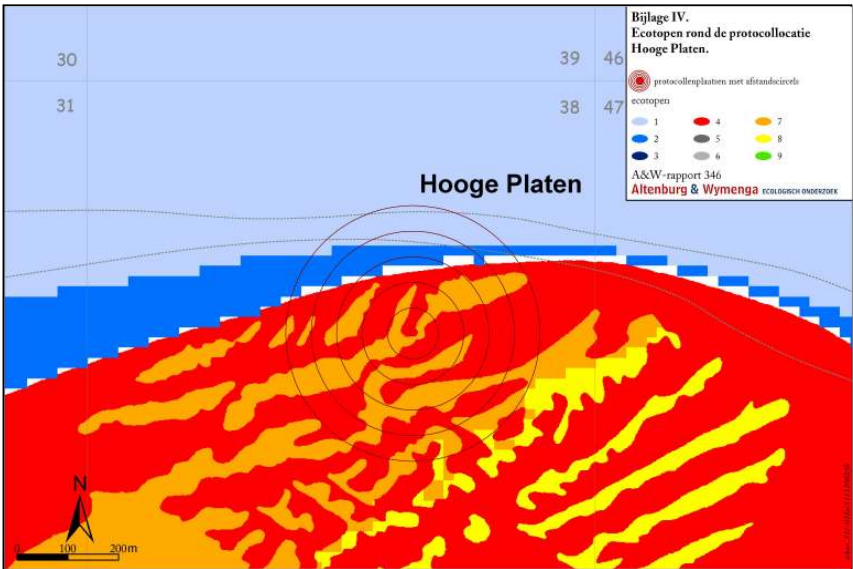 Bijlage IV.
Ecotopen rond de protocollocatie
Hooge Platen.
protocollenplaatsen met afstandscircels
ecotopen
1 4 7
2 5 8
3 6 9
A&W-rapport 346
Altenburg & Wymenga ECOLOGISCH ONDERZOEK
30 39 46
31 38 47
Hooge Platen
N
0 100 200m